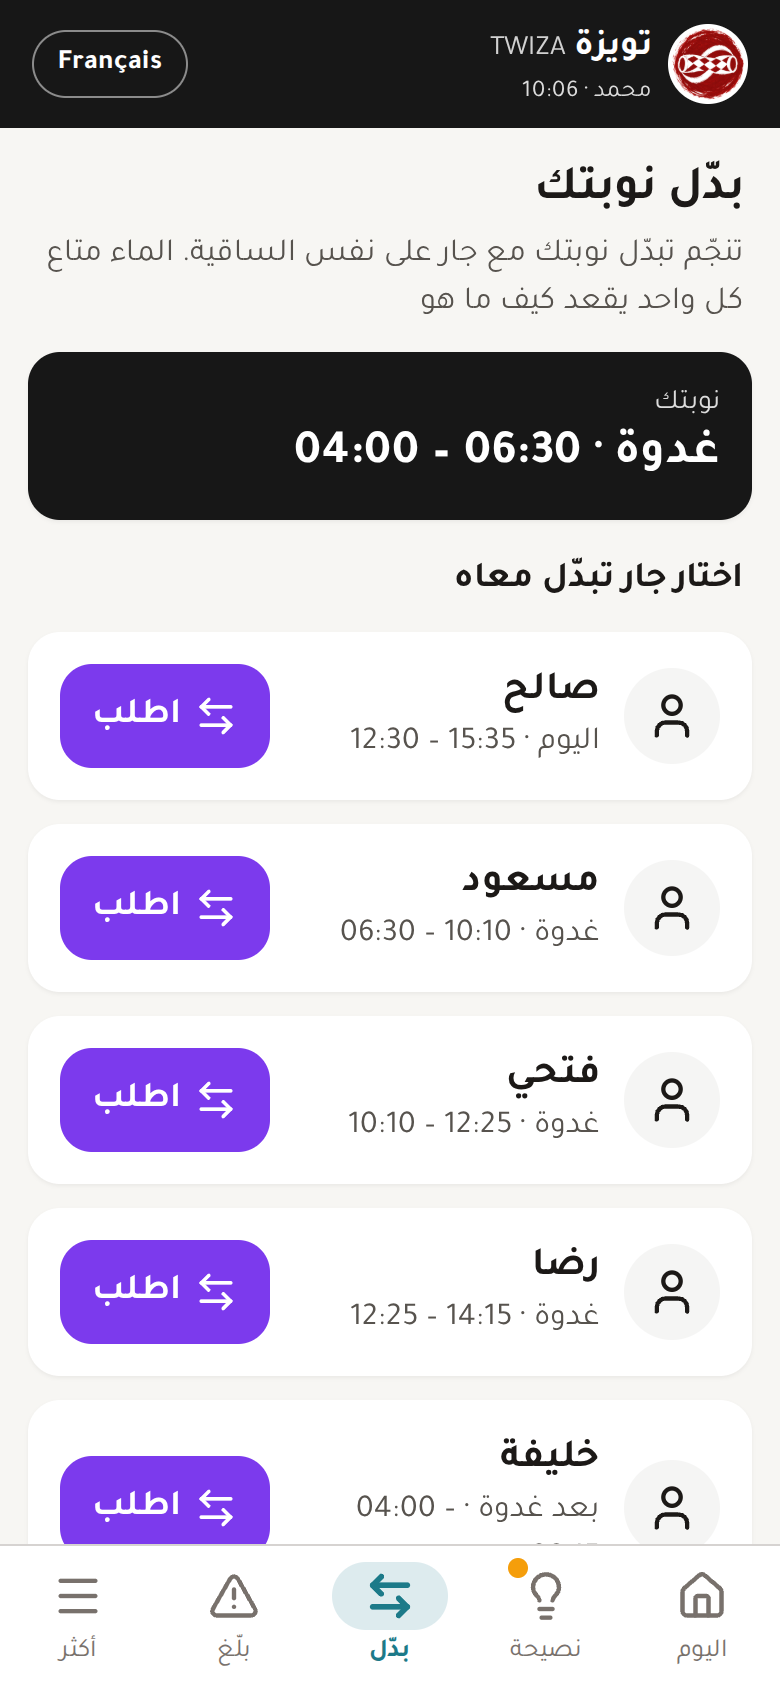 تويزة TWIZA
محمد · 10:06
Français
بدّل نوبتك
تنجّم تبدّل نوبتك مع جار على نفس الساقية. الماء متاع
كل واحد يقعد كيف ما هو
نوبتك
غدوة · 06:30 - 04:00
اختار جار تبدّل معاه
صالح
اليوم · 15:35 - 12:30
اطلب
مسعود
غدوة · 10:10 - 06:30
اطلب
فتحي
غدوة · 12:25 - 10:10
اطلب
رضا
غدوة · 14:15 - 12:25
اطلب
خليفة
بعد غدوة · - 04:00
اطلب
اليوم
نصيحة
بدّل
بلّغ
أكثر